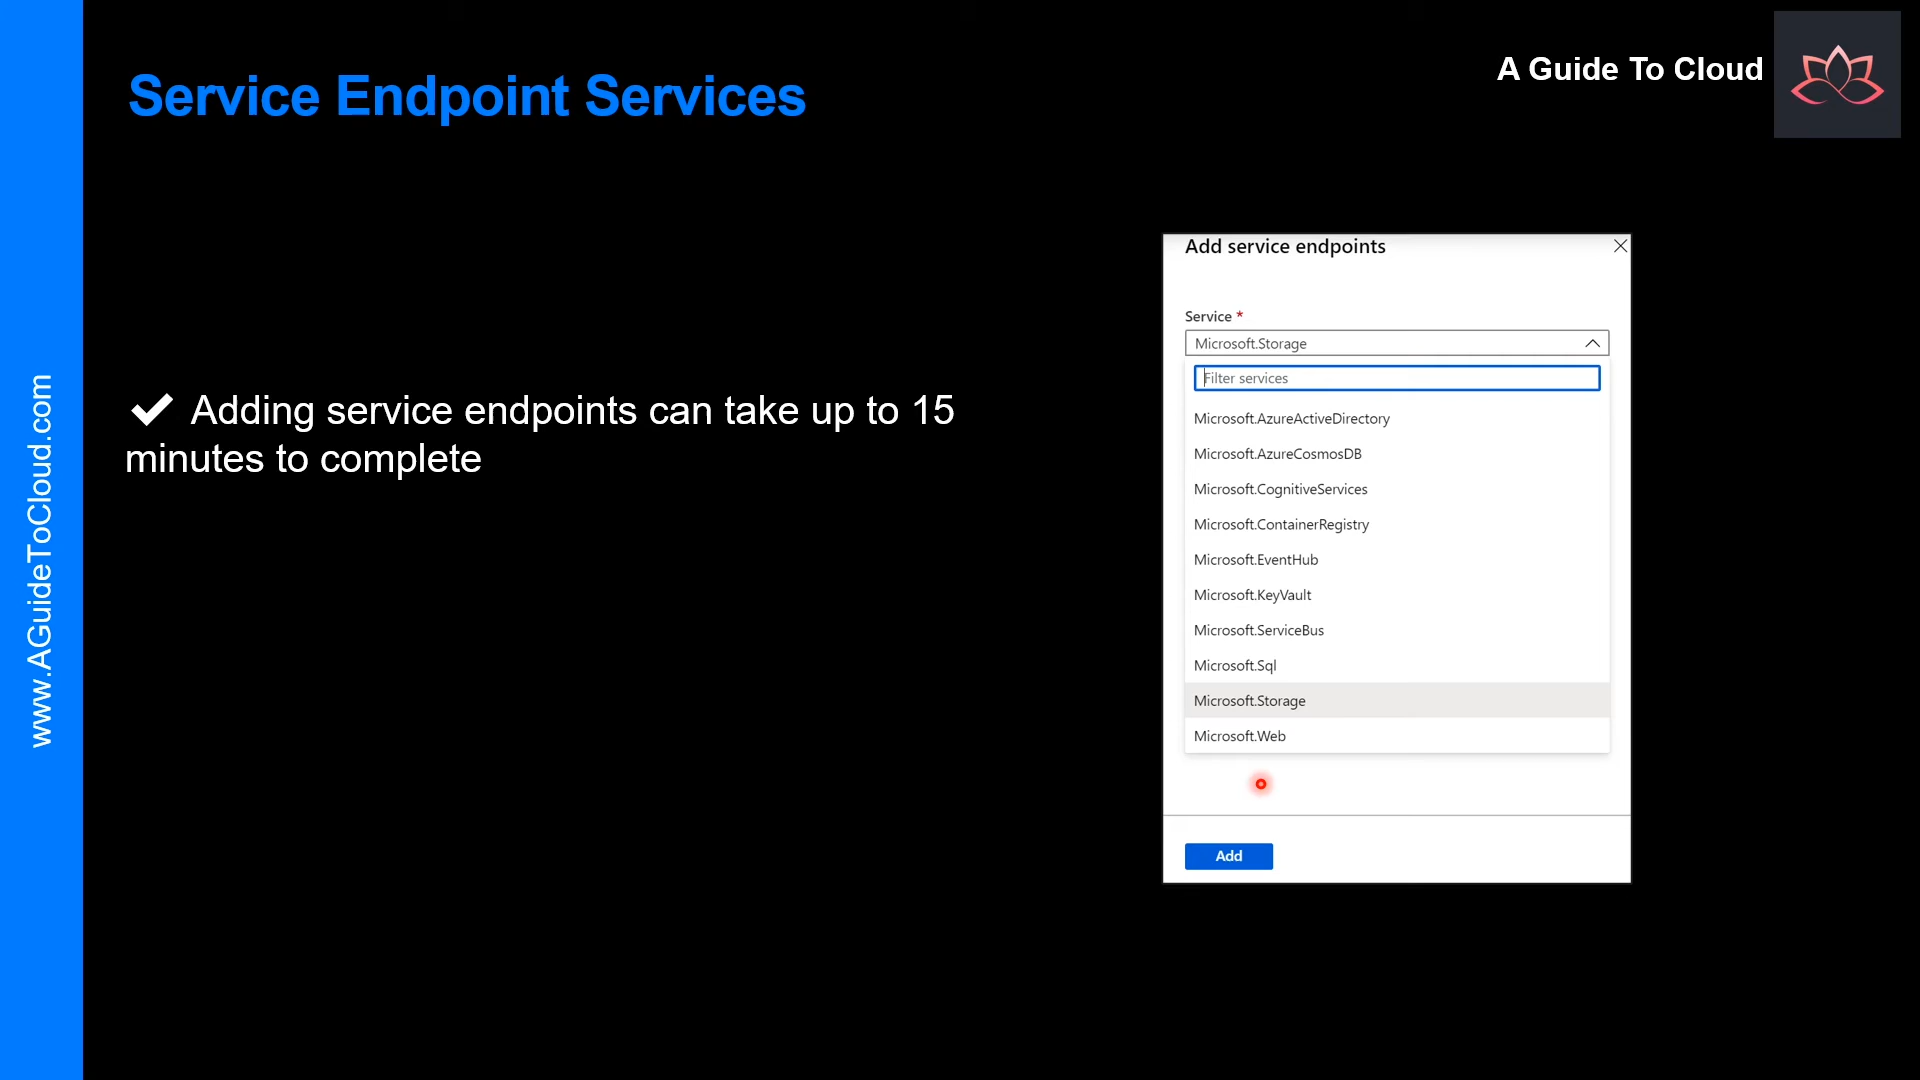 Service Endpoint Services
A Guide To Cloud
www.AGuideToCloud.com
Adding service endpoints can take up to 15
minutes to complete
Add service endpoints
Service *
Microsoft.Storage
Filter services
Microsoft.AzureActiveDirectory
Microsoft.AzureCosmosDB
Microsoft.CognitiveServices
Microsoft.ContainerRegistry
Microsoft.EventHub
Microsoft.KeyVault
Microsoft.ServiceBus
Microsoft.Sql
Microsoft.Storage
Microsoft.Web
Add